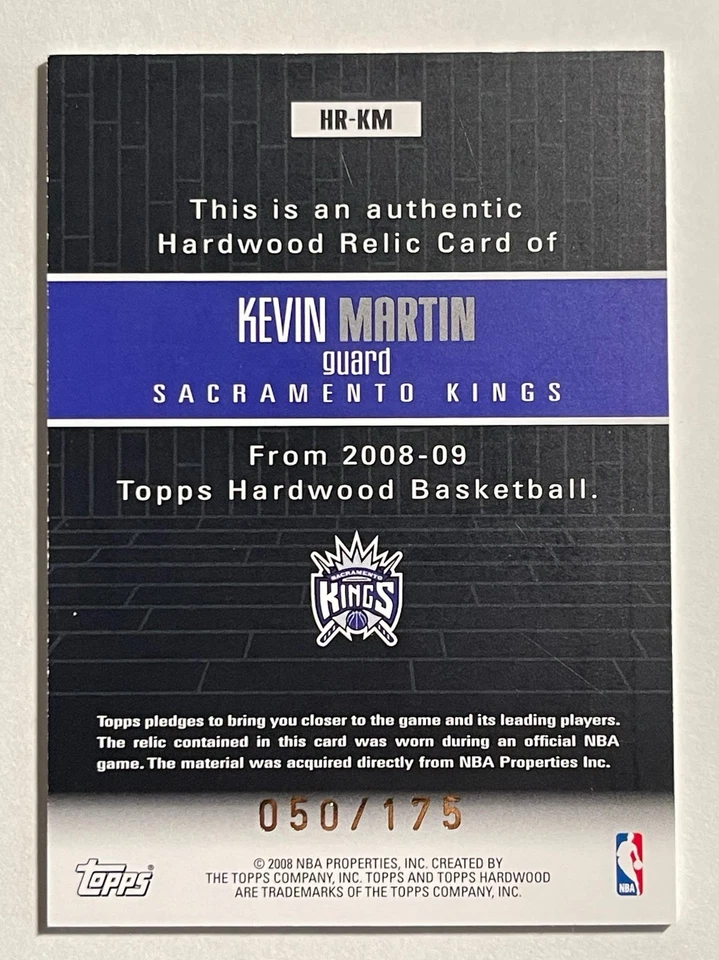 HR-KM
This is an authentic
Hardwood Relic Card of
KEVIN MARTIN
guard
SACRAMENTO KINGS
From 2008-09
Topps Hardwood Basketball.
SACRAMENTO
KINGS
Topps pledges to bring you closer to the game and its leading players.
The relic contained in this card was worn during an official NBA
game. The material was acquired directly from NBA Properties Inc.
050/175
© 2008 NBA PROPERTIES, INC. CREATED BY
THE TOPPS COMPANY, INC. TOPPS AND TOPPS HARDWOOD
ARE TRADEMARKS OF THE TOPPS COMPANY, INC.
Topps®
NBA